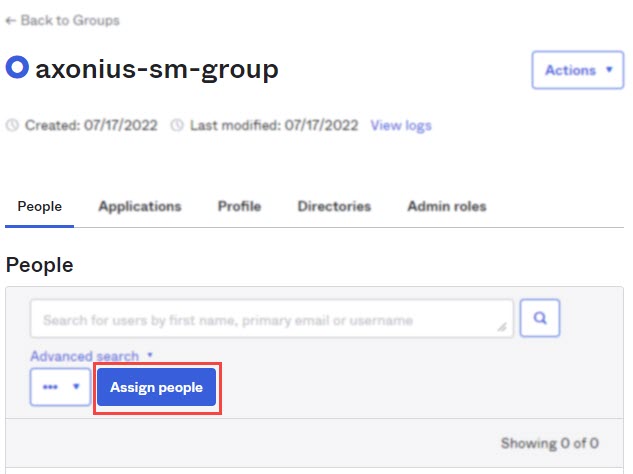 ← Back to Groups
axonius-sm-group
Actions ▼
Created: 07/17/2022 Last modified: 07/17/2022 View logs
People Applications Profile Directories Admin roles
People
Search for users by first name, primary email or username
Advanced search ▼
••• ▼ Assign people
Showing 0 of 0